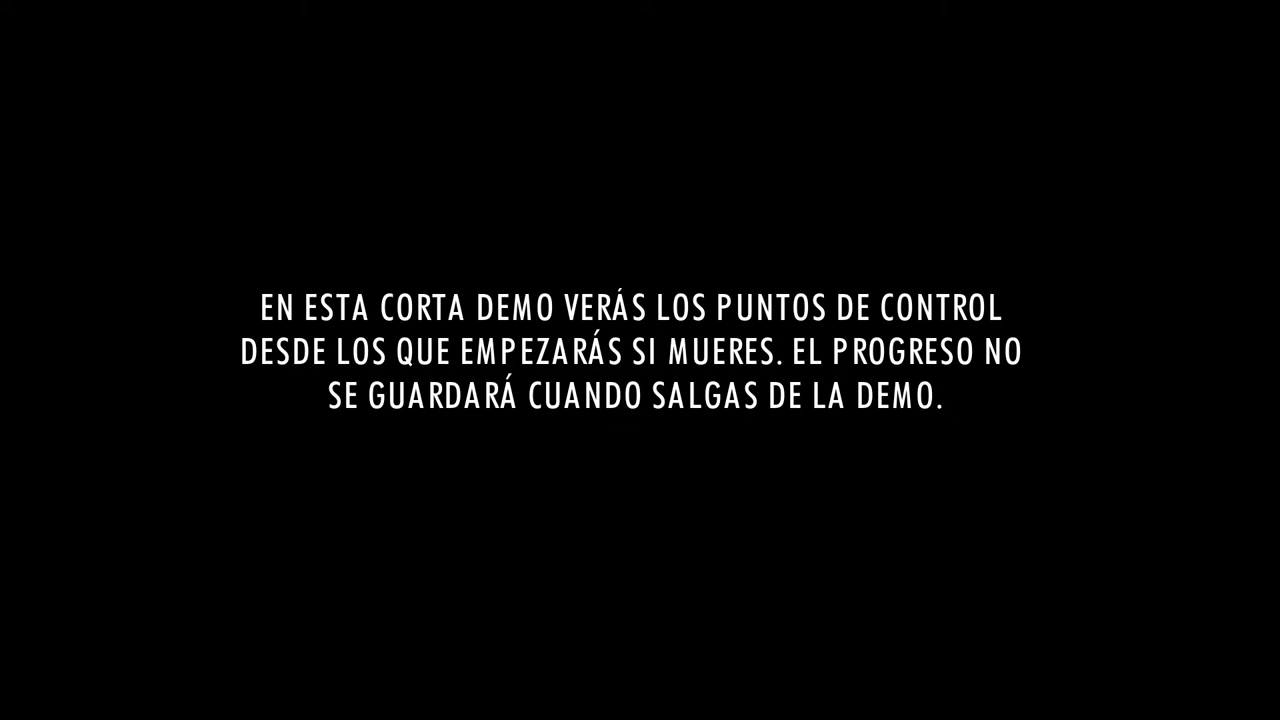 EN ESTA CORTA DEMO VERÁS LOS PUNTOS DE CONTROL
DESDE LOS QUE EMPEZARÁS SI MUERES. EL PROGRESO NO
SE GUARDARÁ CUANDO SALGAS DE LA DEMO.